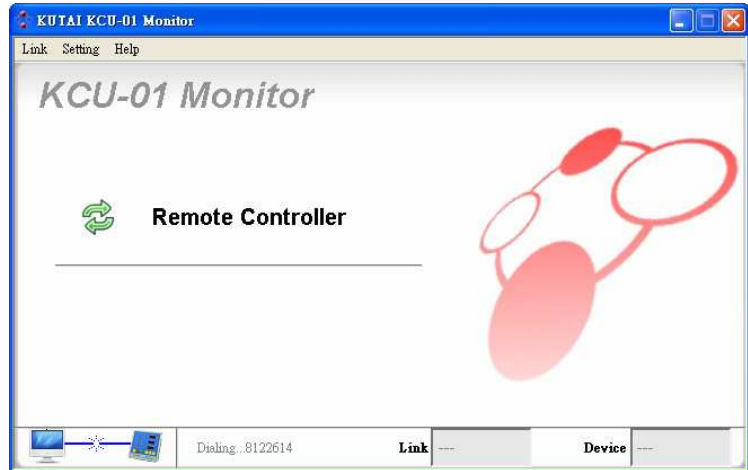 KUTAI KCU-01 Monitor
Link Setting Help
KCU-01 Monitor
Remote Controller
Dialing...8122614 Link --- Device ---